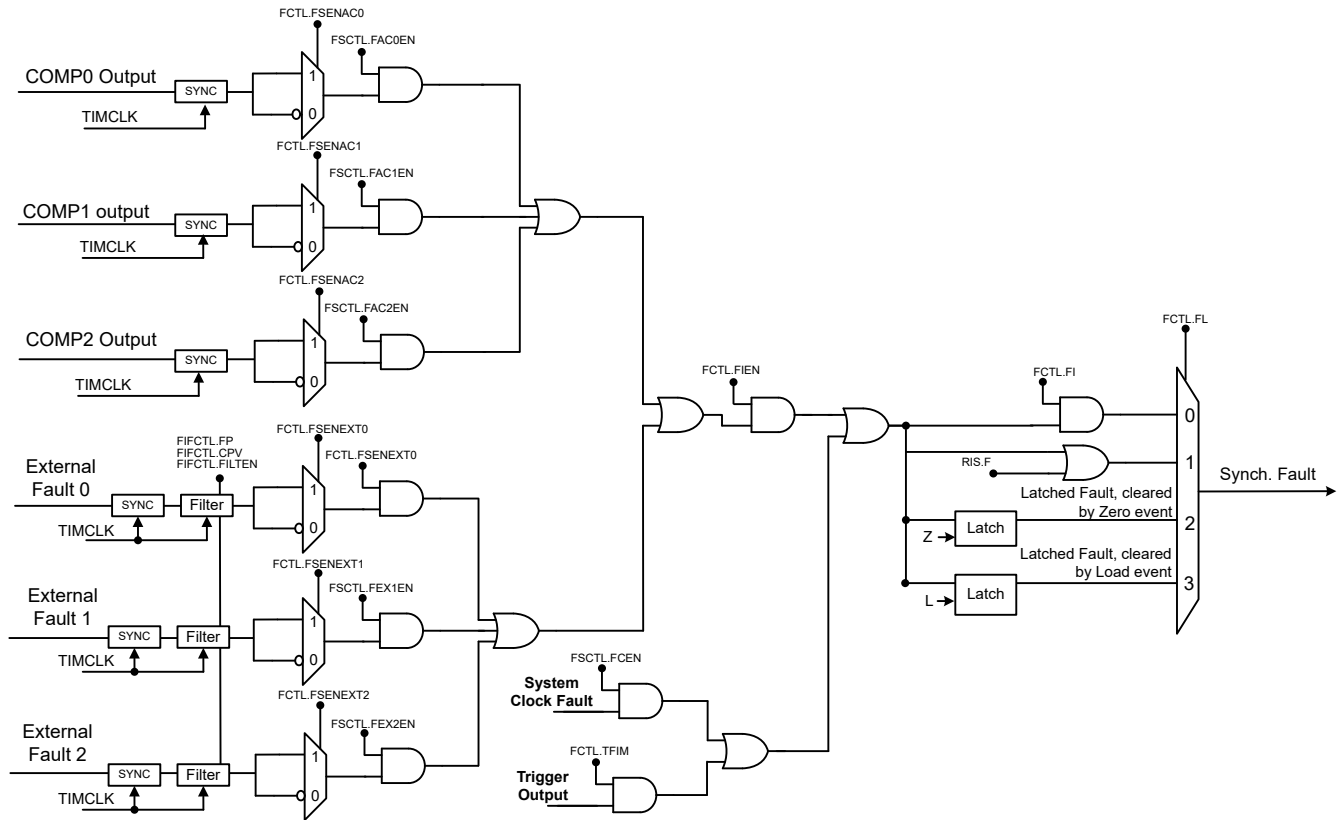 FCTL.FSENAC0
FSCTL.FAC0EN
COMP0 Output
SYNC
1
0
TIMCLK
FCTL.FSENAC1
FSCTL.FAC1EN
COMP1 output
SYNC
1
0
TIMCLK
FCTL.FSENAC2
FSCTL.FAC2EN
COMP2 Output
SYNC
1
0
TIMCLK
FCTL.FL
FCTL.FIEN
FCTL.FI
0
RIS.F
1
Synch. Fault
Latched Fault, cleared
by Zero event
2
Z
Latch
Latched Fault, cleared
by Load event
3
L
Latch
FIFCTL.FP
FIFCTL.CPV
FIFCTL.FILTEN
FCTL.FSENEXT0
FCTL.FSENEXT0
External
Fault 0
SYNC
Filter
1
0
TIMCLK
FCTL.FSENEXT1
FSCTL.FEX1EN
External
Fault 1
SYNC
Filter
1
0
TIMCLK
FCTL.FSENEXT2
FSCTL.FEX2EN
External
Fault 2
SYNC
Filter
1
0
TIMCLK
FSCTL.FCEN
System
Clock Fault
FCTL.TFIM
Trigger
Output